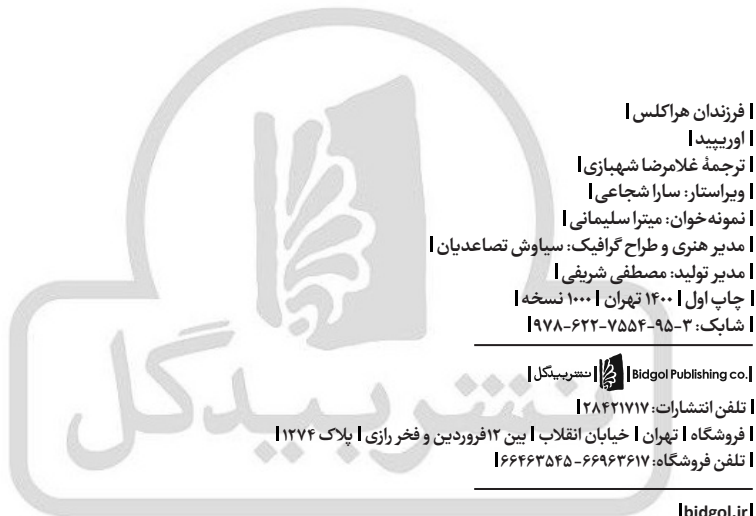 | فرزندان هراکلس |
| اوریپید |
| ترجمهٔ غلامرضا شهبازی |
| ویراستار: سارا شجاعی |
| نمونه‌خوان: میترا سلیمانی |
| مدیر هنری و طراح گرافیک: سیاوش تصاعدیان |
| مدیر تولید: مصطفی شریفی |
| چاپ اول | ۱۴۰۰ تهران | ۱۰۰۰ نسخه |
| شابک: ۳-۹۵-۷۵۵۴-۶۲۲-۹۷۸ |
| Bidgol Publishing co. | نشر بیدگل |
| تلفن انتشارات: ۲۸۴۲۱۷۱۷ |
| فروشگاه | تهران | خیابان انقلاب | بین ۱۲فروردین و فخر رازی | پلاک ۱۲۷۴ |
| تلفن فروشگاه: ۶۶۹۶۳۶۱۷-۶۶۴۶۳۵۴۵ |
| bidgol.ir |
نشر بیدگل